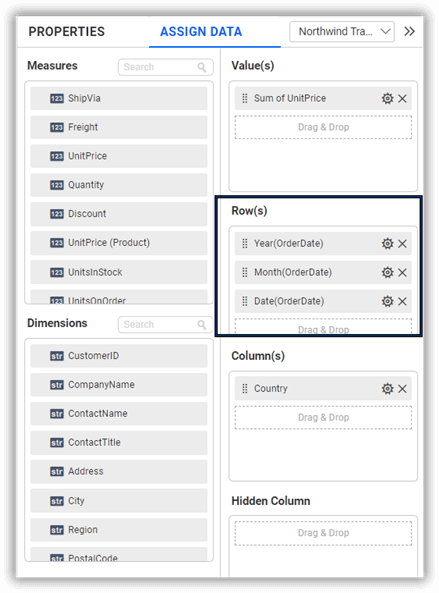 PROPERTIES
ASSIGN DATA
Northwind Tra...
Measures
Search
123 ShipVia
123 Freight
123 UnitPrice
123 Quantity
123 Discount
123 UnitPrice (Product)
123 UnitsInStock
123 UnitsOnOrder
Dimensions
Search
str CustomerID
str CompanyName
str ContactName
str ContactTitle
str Address
str City
str Region
str PostalCode
Value(s)
Sum of UnitPrice
Drag & Drop
Row(s)
Year(OrderDate)
Month(OrderDate)
Date(OrderDate)
Drag & Drop
Column(s)
Country
Drag & Drop
Hidden Column
Drag & Drop